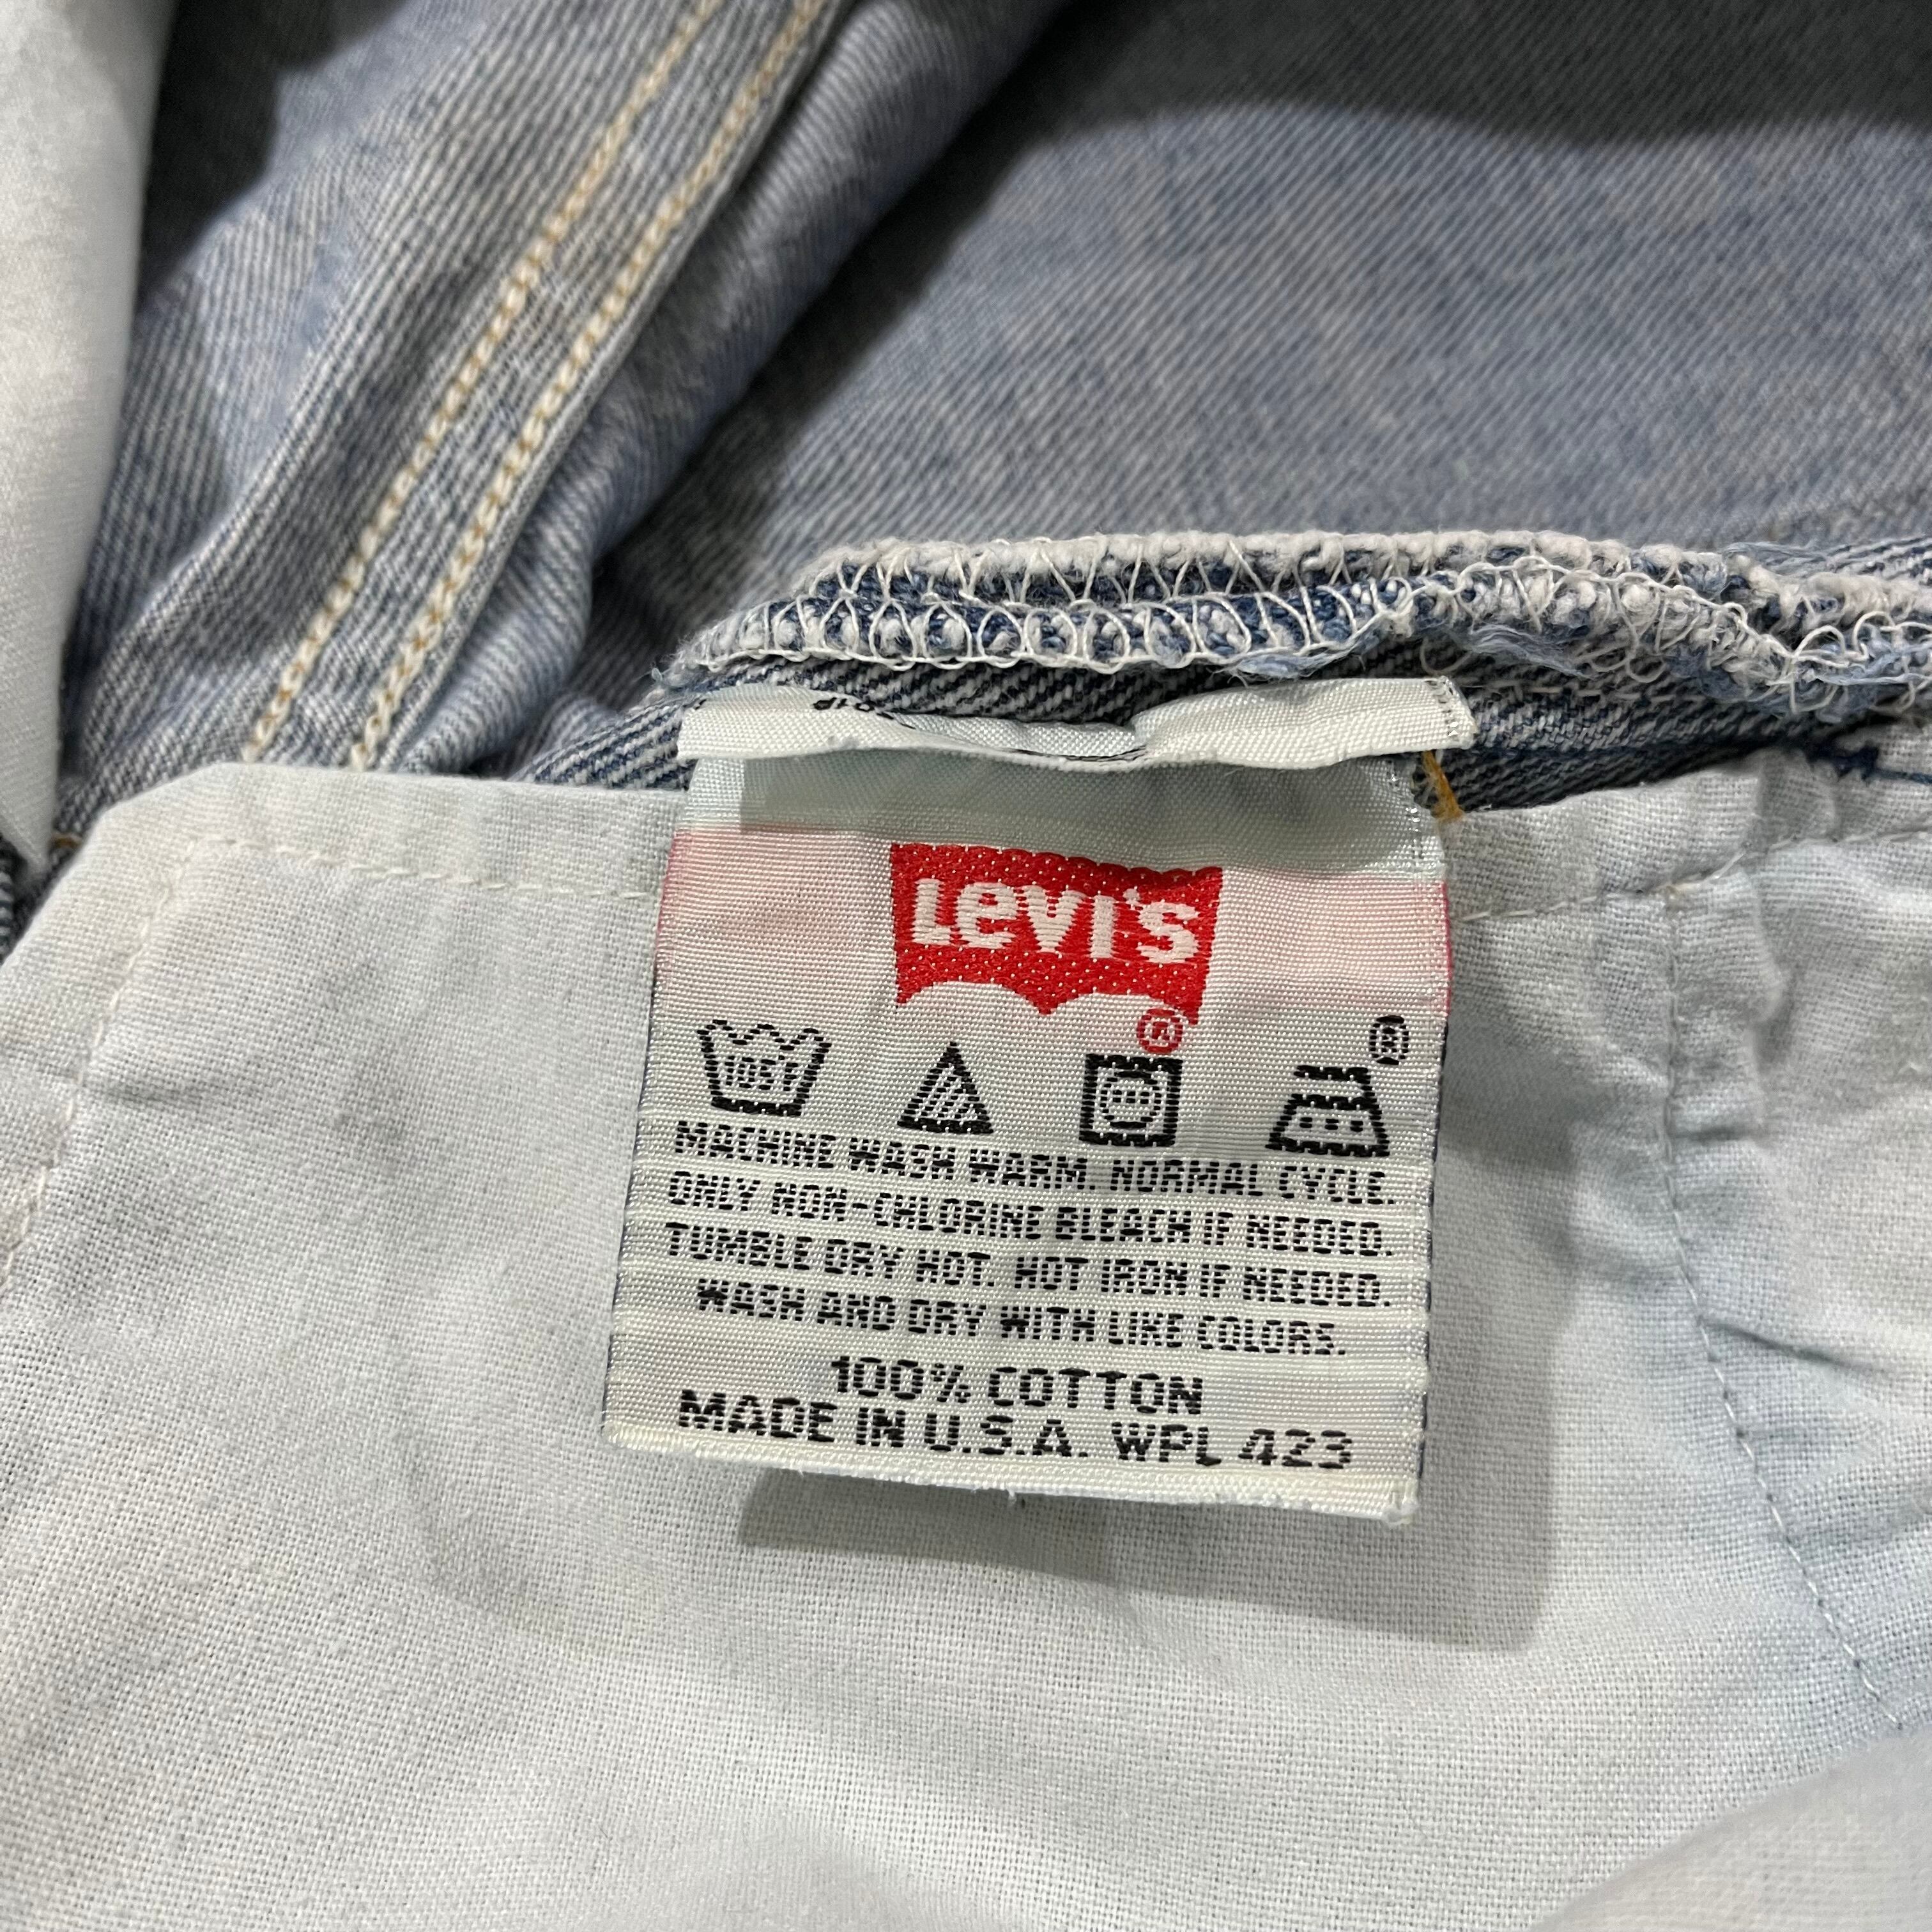 Levi's
®
®
105F
MACHINE WASH WARM. NORMAL CYCLE.
ONLY NON-CHLORINE BLEACH IF NEEDED.
TUMBLE DRY HOT. HOT IRON IF NEEDED.
WASH AND DRY WITH LIKE COLORS.
100% COTTON
MADE IN U.S.A. WPL 423